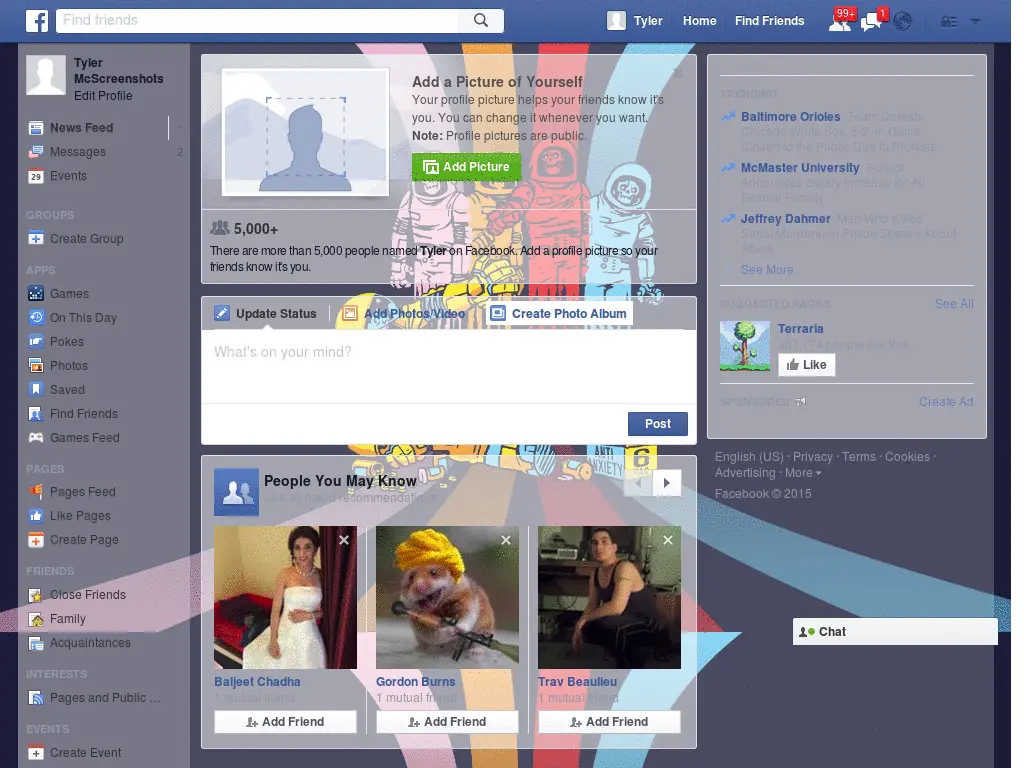 Find friends
Tyler
Home
Find Friends
99+
1
Tyler
McScreenshots
Edit Profile
News Feed
Messages 2
29 Events
GROUPS
Create Group
APPS
Games
On This Day
Pokes
Photos
Saved
Find Friends
Games Feed
PAGES
Pages Feed
Like Pages
Create Page
FRIENDS
Close Friends
Family
Acquaintances
INTERESTS
Pages and Public ...
EVENTS
Create Event
Add a Picture of Yourself
Your profile picture helps your friends know it's
you. You can change it whenever you want.
Note: Profile pictures are public.
Add Picture
5,000+
There are more than 5,000 people named Tyler on Facebook. Add a profile picture so your
friends know it's you.
Update Status
Add Photos/Video
Create Photo Album
What's on your mind?
Post
ANTI
ANXIETY
6
People You May Know
See all friend recommendations
Baljeet Chadha
1 mutual friend
Add Friend
Gordon Burns
1 mutual friend
Add Friend
Trav Beaulieu
1 mutual friend
Add Friend
TRENDING
Baltimore Orioles Team Defeats
Chicago White Sox, 8-2, in Game
Closed to the Public Due to Protests
McMaster University School
Announces Salary Increase for All
Female Faculty
Jeffrey Dahmer Man Who Killed
Serial Murderer in Prison Speaks About
Attack
See More
SUGGESTED PAGES
See All
Terraria
people like this
Like
SPONSORED
Create Ad
English (US) · Privacy · Terms · Cookies ·
Advertising · More
Facebook © 2015
Chat